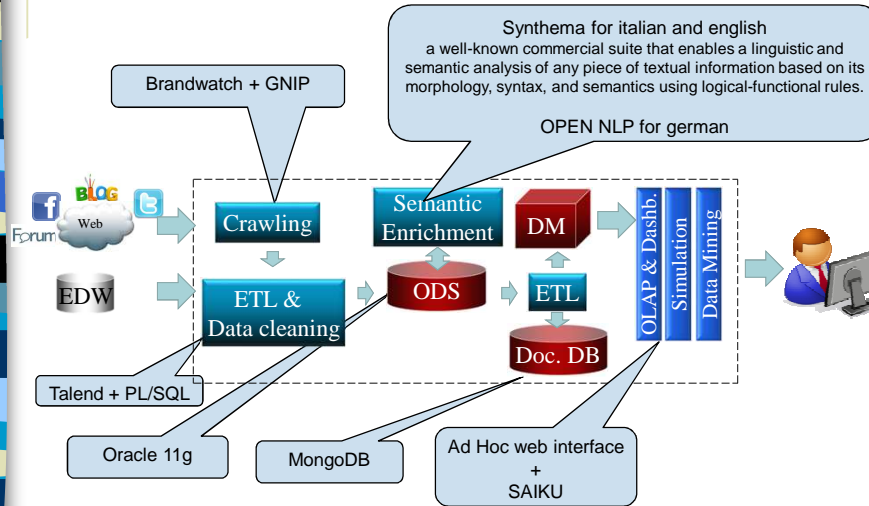 Synthema for italian and english
a well-known commercial suite that enables a linguistic and
semantic analysis of any piece of textual information based on its
morphology, syntax, and semantics using logical-functional rules.
OPEN NLP for german
Brandwatch + GNIP
BLOG
f
t
Web
Forum
Crawling
Semantic
Enrichment
DM
EDW
ETL &
Data cleaning
ODS
ETL
Doc. DB
OLAP & Dashb.
Simulation
Data Mining
Talend + PL/SQL
Oracle 11g
MongoDB
Ad Hoc web interface
+
SAIKU